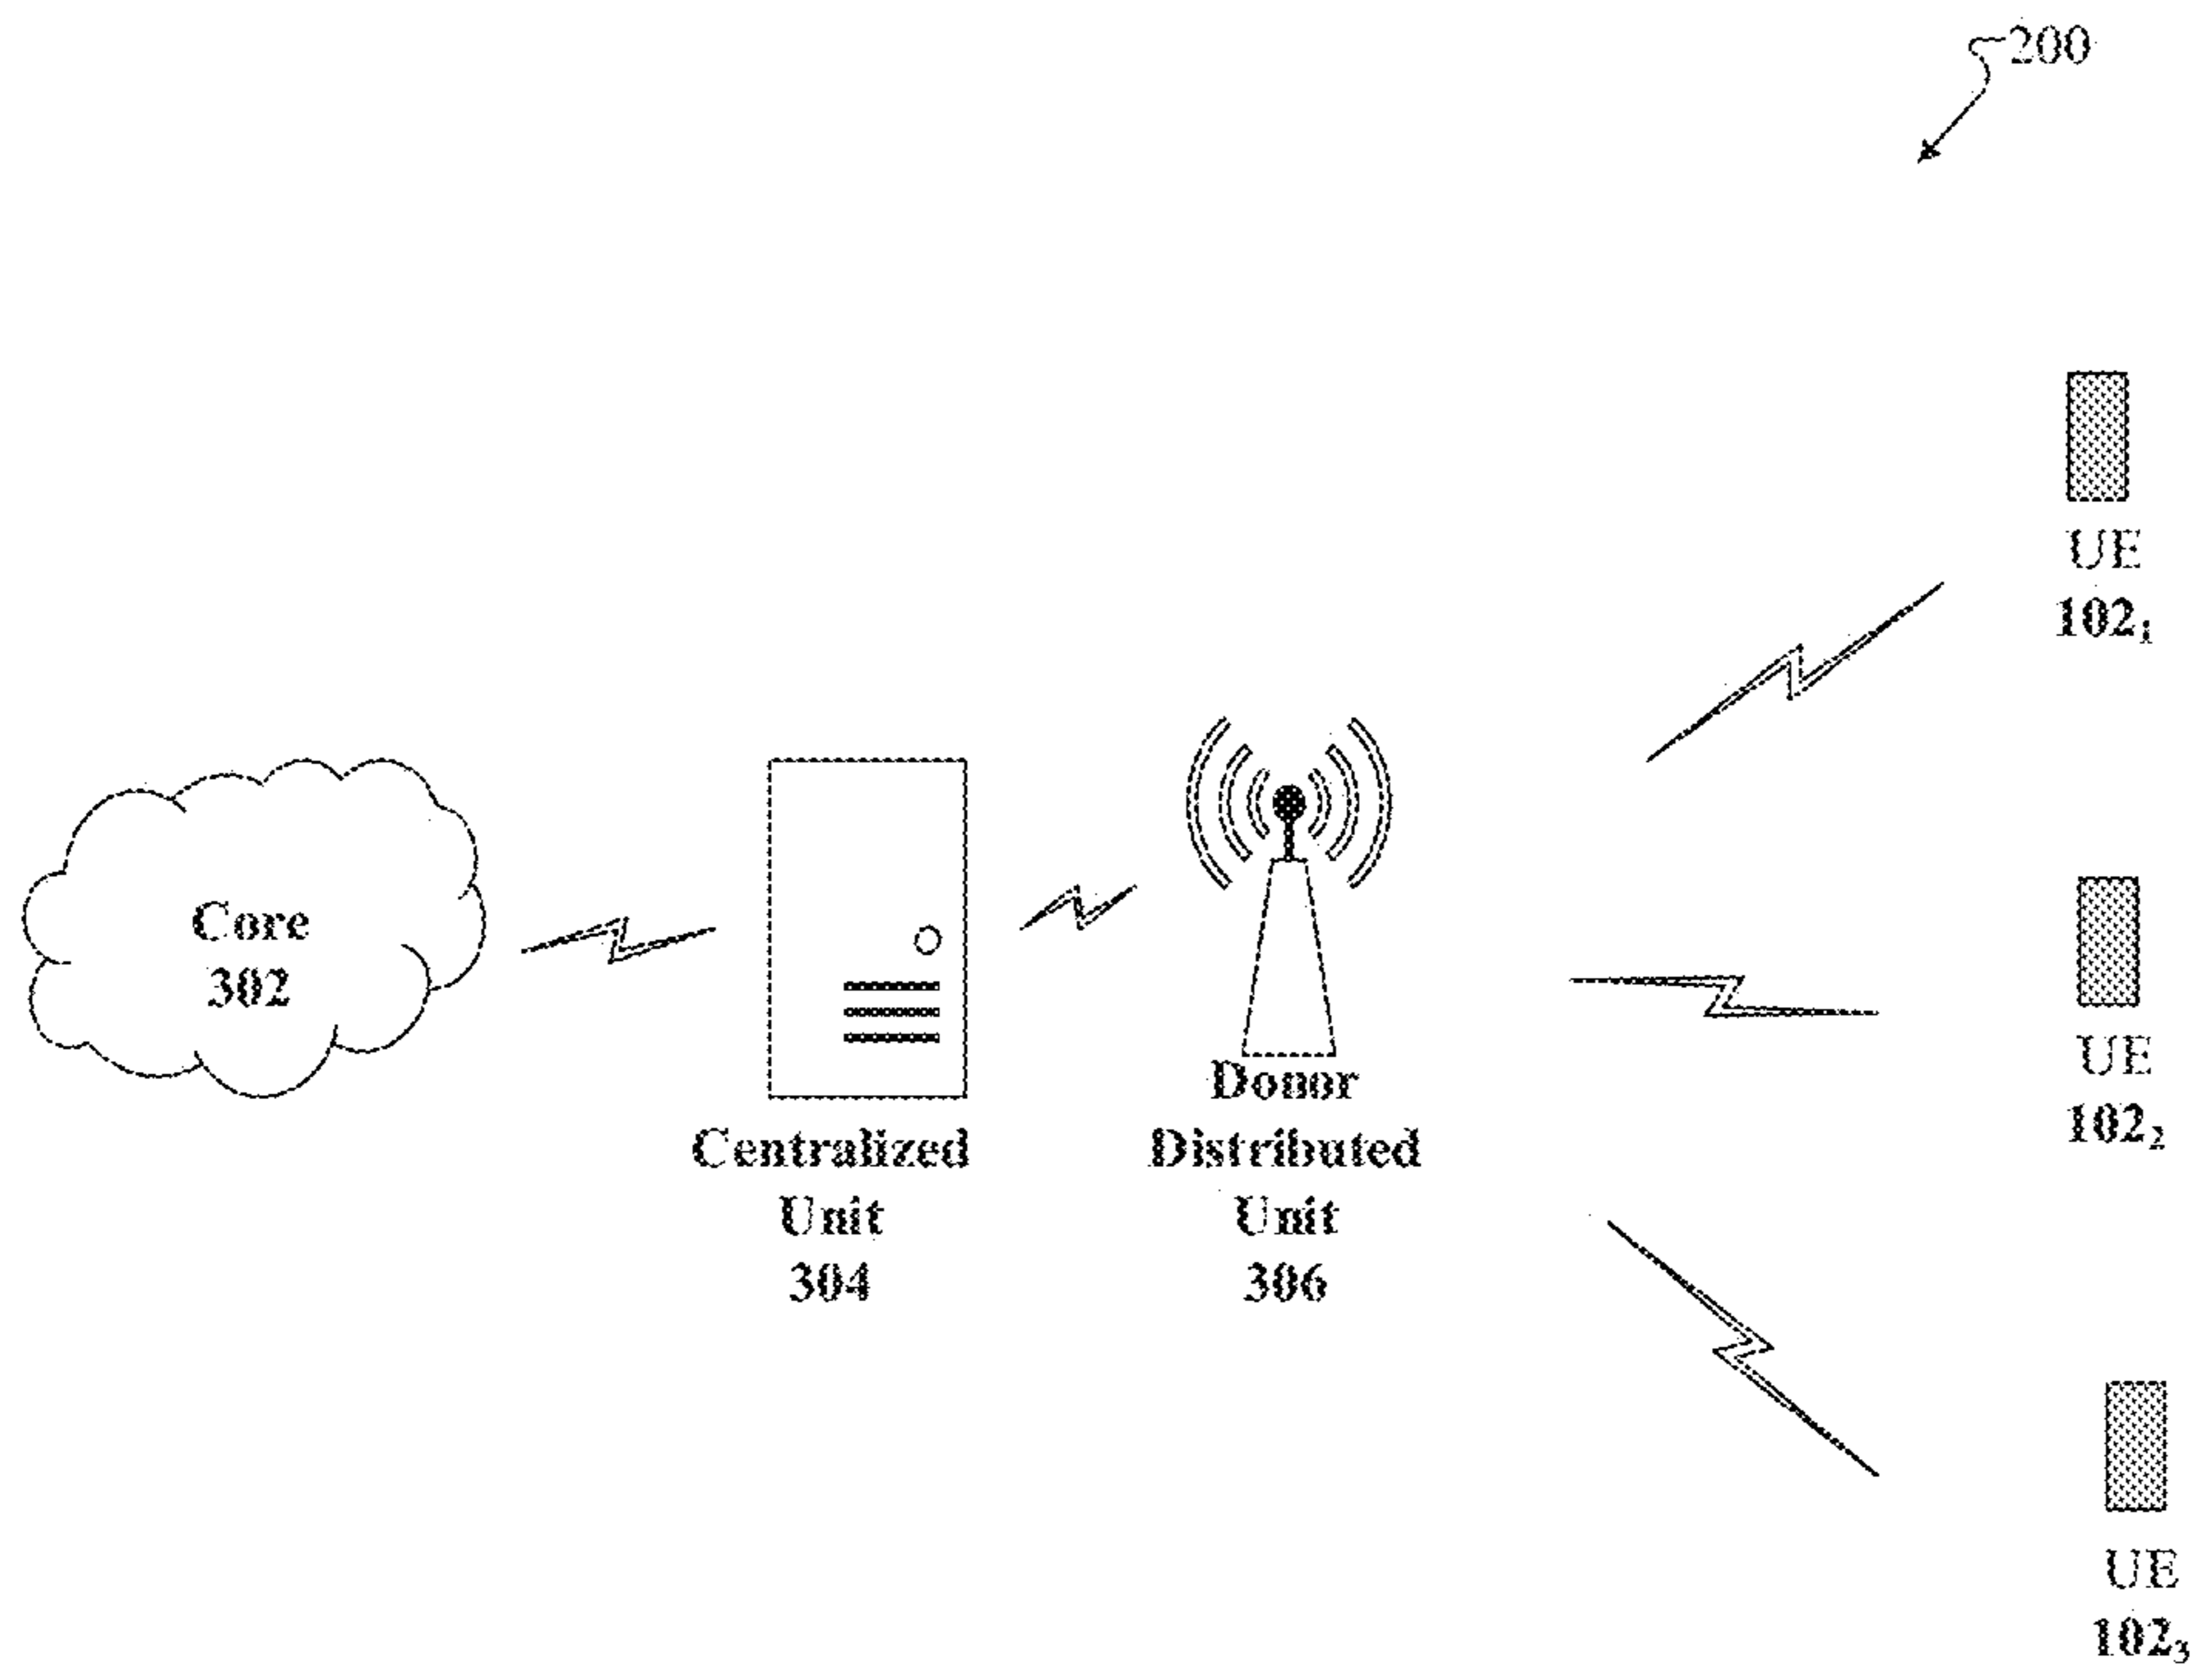 200
UE
102₁
Core
302
Centralized
Unit
304
Donor
Distributed
Unit
306
UE
102₂
UE
102₃